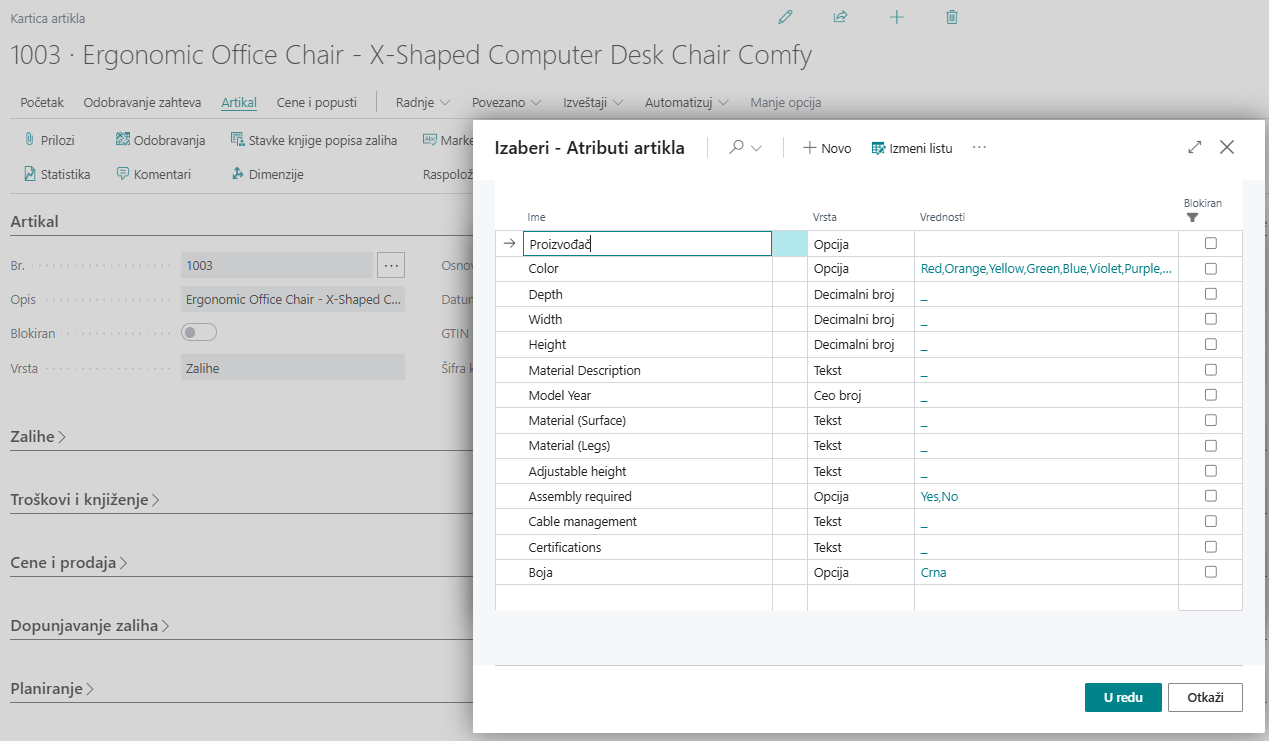 Kartica artikla
1003 · Ergonomic Office Chair - X-Shaped Computer Desk Chair Comfy
Početak Odobravanje zahteva Artikal Cene i popusti Radnje Povezano Izveštaji Automatizuj Manje opcija
Prilozi Odobravanja Stavke knjige popisa zaliha Marke
Statistika Komentari Dimenzije Raspolož
Artikal
Br. 1003 ... Osnov
Opis Ergonomic Office Chair - X-Shaped C... Datum
Blokiran GTIN
Vrsta Zalihe Šifra k
Zalihe
Troškovi i knjiženje
Cene i prodaja
Dopunjavanje zaliha
Planiranje
Izaberi - Atributi artikla Novo Izmeni listu ...
Ime Vrsta Vrednosti Blokiran
Proizvođač Opcija
Color Opcija Red,Orange,Yellow,Green,Blue,Violet,Purple,...
Depth Decimalni broj _
Width Decimalni broj _
Height Decimalni broj _
Material Description Tekst _
Model Year Ceo broj _
Material (Surface) Tekst _
Material (Legs) Tekst _
Adjustable height Tekst _
Assembly required Opcija Yes,No
Cable management Tekst _
Certifications Tekst _
Boja Opcija Crna
U redu Otkaži